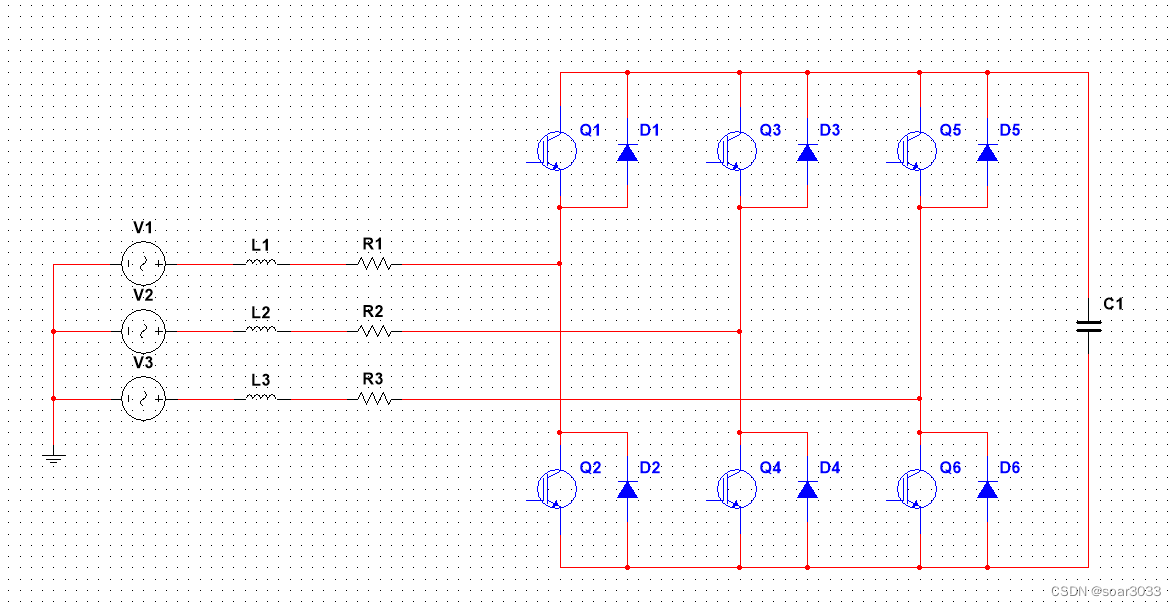 Q1 D1 Q3 D3 Q5 D5
V1
L1 R1
V2
C1
L2 R2
V3
L3 R3
Q2 D2 Q4 D4 Q6 D6
CSDN @soar3033